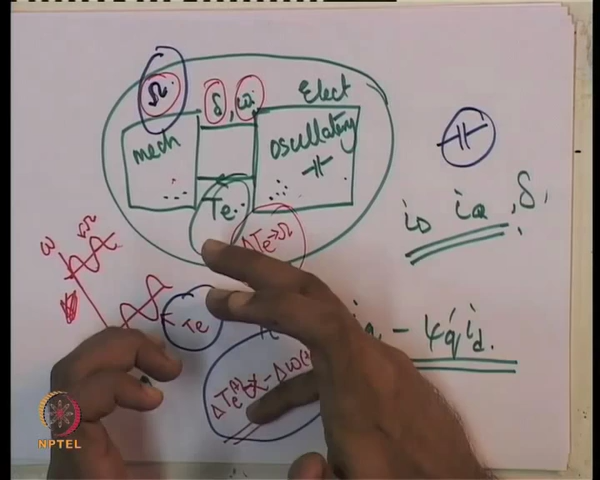 Ω
δ, ω
Elect
mech
oscillatory
Te
ΔTe→Ω
iD iQ, δ,
ω
Ω
Te
- ψq id.
NPTEL